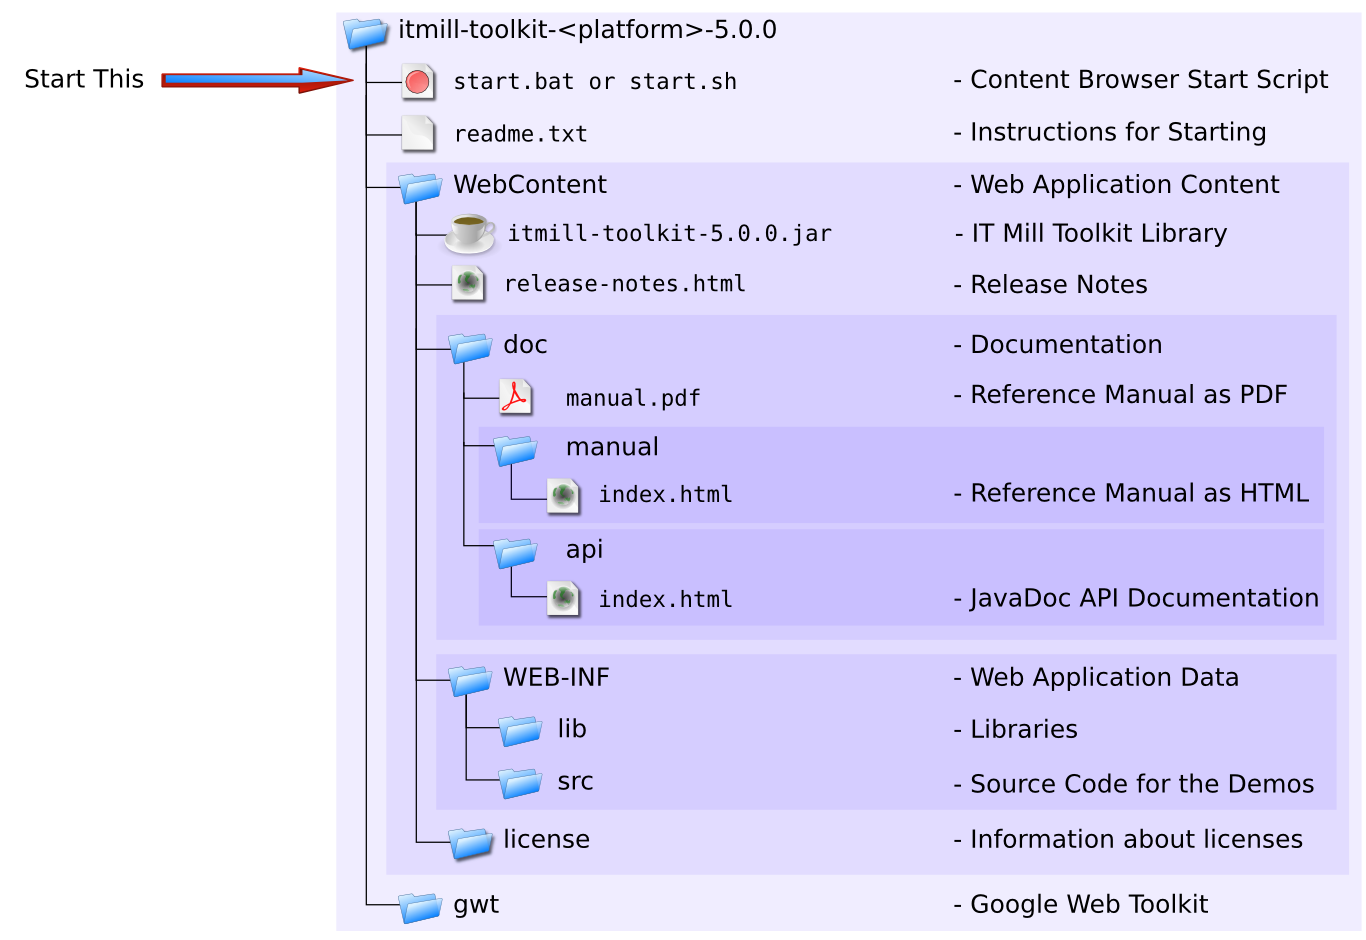 itmill-toolkit-<platform>-5.0.0
Start This
start.bat or start.sh - Content Browser Start Script
readme.txt - Instructions for Starting
WebContent - Web Application Content
itmill-toolkit-5.0.0.jar - IT Mill Toolkit Library
release-notes.html - Release Notes
doc - Documentation
manual.pdf - Reference Manual as PDF
manual
index.html - Reference Manual as HTML
api
index.html - JavaDoc API Documentation
WEB-INF - Web Application Data
lib - Libraries
src - Source Code for the Demos
license - Information about licenses
gwt - Google Web Toolkit